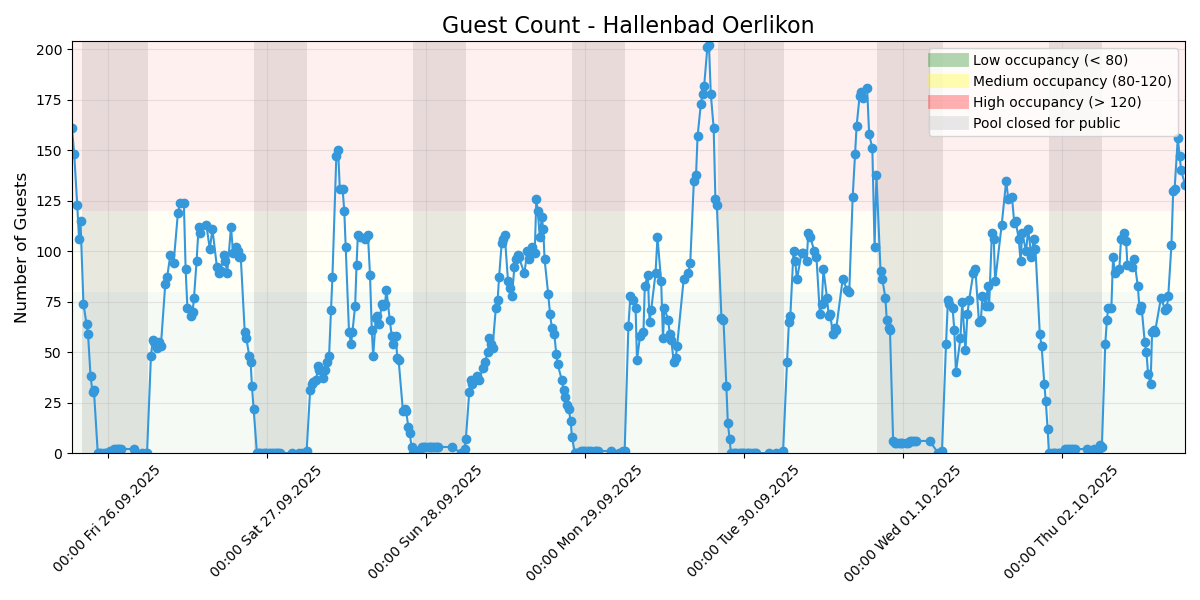 Guest Count - Hallenbad Oerlikon
Number of Guests
200
175
150
125
100
75
50
25
0
Low occupancy (< 80)
Medium occupancy (80-120)
High occupancy (> 120)
Pool closed for public
00:00 Fri 26.09.2025
00:00 Sat 27.09.2025
00:00 Sun 28.09.2025
00:00 Mon 29.09.2025
00:00 Tue 30.09.2025
00:00 Wed 01.10.2025
00:00 Thu 02.10.2025